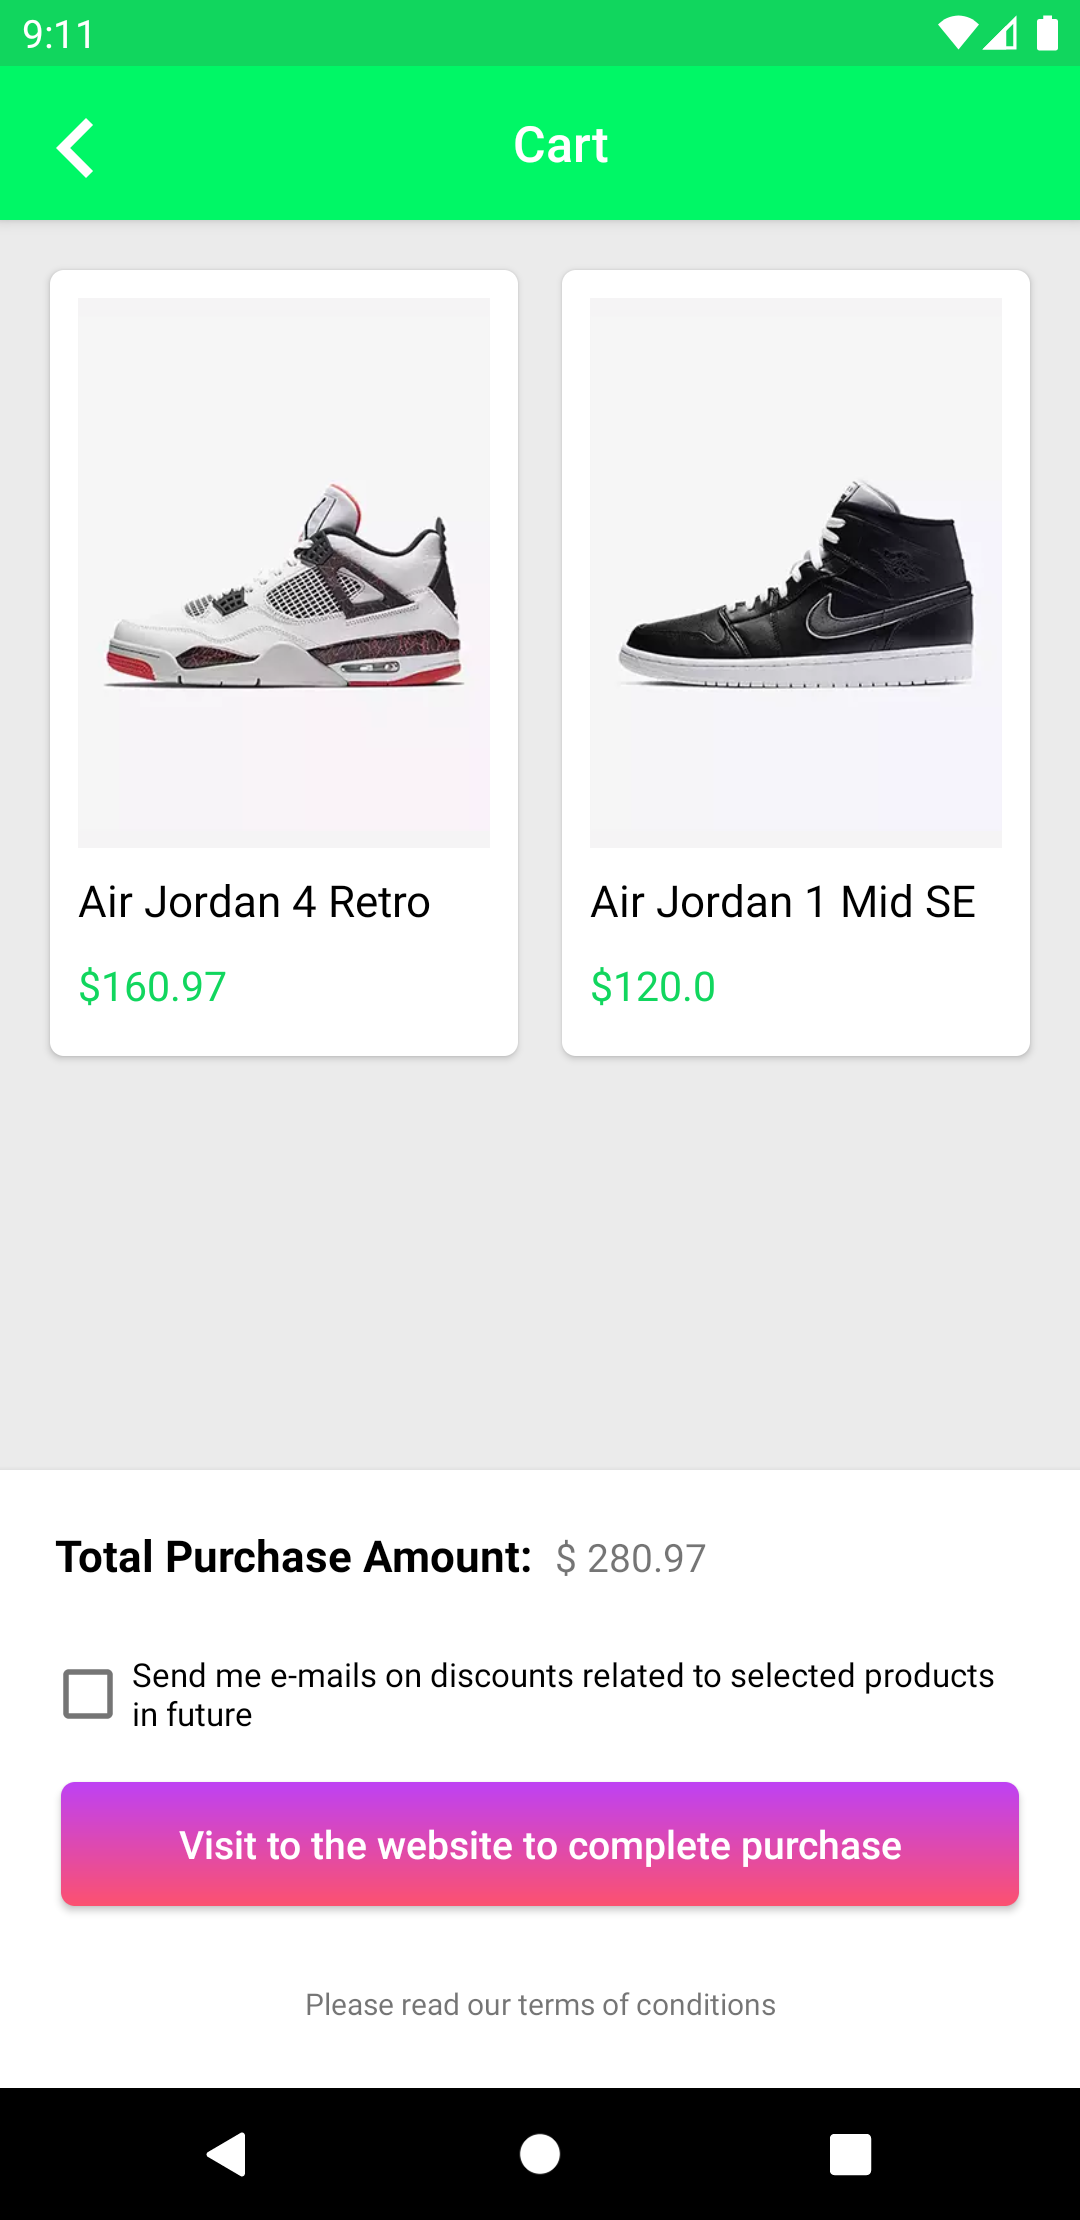 9:11
Cart
Air Jordan 4 Retro
$160.97
Air Jordan 1 Mid SE
$120.0
Total Purchase Amount: $ 280.97
Send me e-mails on discounts related to selected products
in future
Visit to the website to complete purchase
Please read our terms of conditions